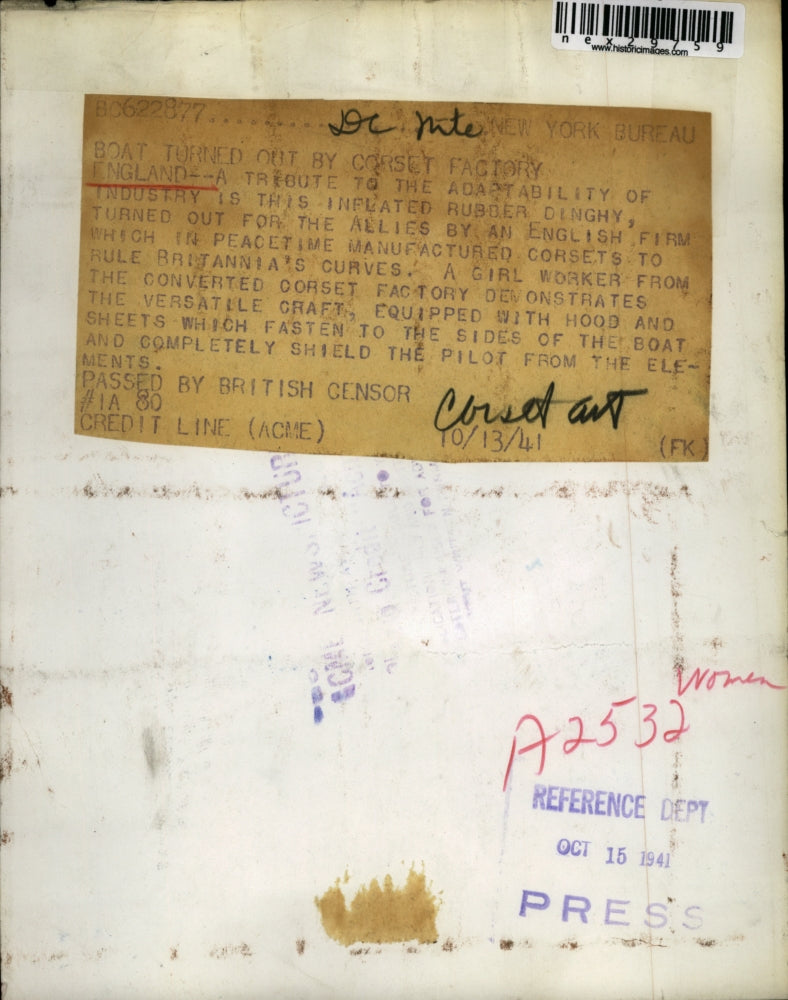 nex29759
www.historicimages.com
BC622877.......... NEW YORK BUREAU
BOAT TURNED OUT BY CORSET FACTORY
ENGLAND--A TRIBUTE TO THE ADAPTABILITY OF
INDUSTRY IS THIS INFLATED RUBBER DINGHY,
TURNED OUT FOR THE ALLIES BY AN ENGLISH FIRM
WHICH IN PEACETIME MANUFACTURED CORSETS TO
RULE BRITANNIA'S CURVES. A GIRL WORKER FROM
THE CONVERTED CORSET FACTORY DEMONSTRATES
THE VERSATILE CRAFT, EQUIPPED WITH HOOD AND
SHEETS WHICH FASTEN TO THE SIDES OF THE BOAT
AND COMPLETELY SHIELD THE PILOT FROM THE ELE-
MENTS.
PASSED BY BRITISH CENSOR
#1A 80
Corset art
CREDIT LINE (ACME) 10/13/41 (FK)
Women
A2532
REFERENCE DEPT
OCT 15 1941
PRESS